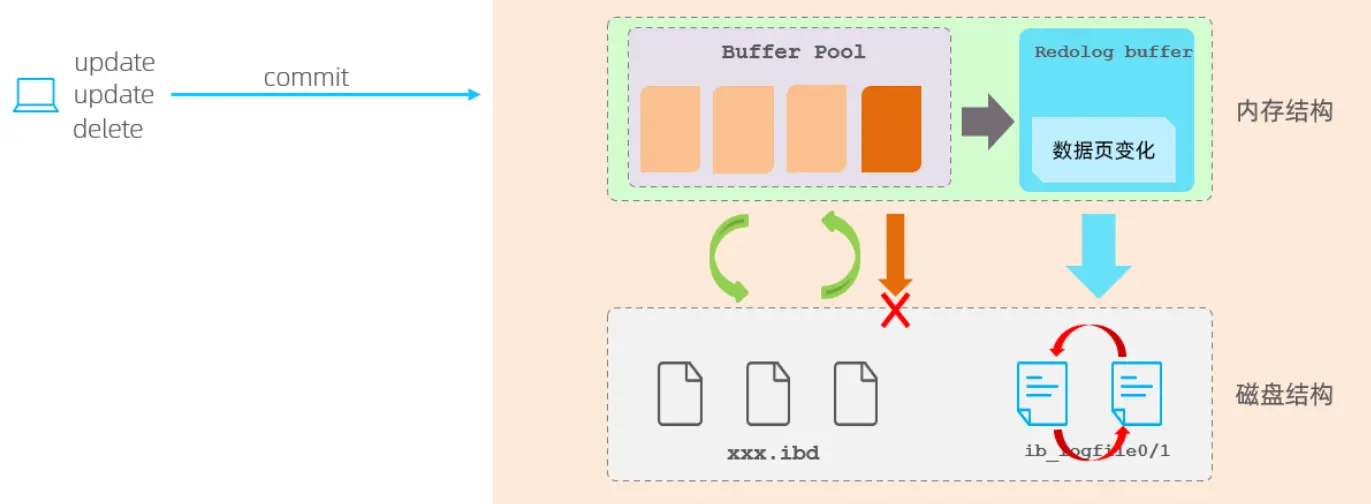 update
update
delete
commit
Buffer Pool
Redolog buffer
数据页变化
内存结构
xxx.ibd
ib_logfile0/1
磁盘结构